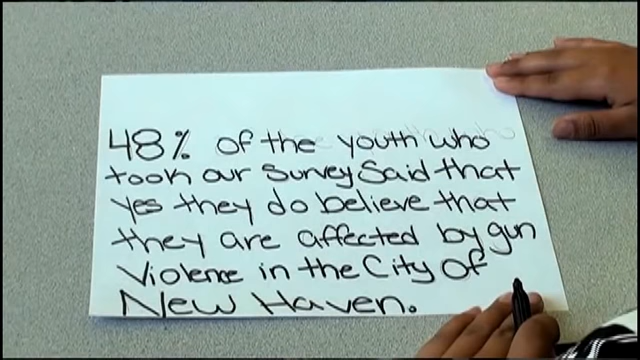 48% of the youth who
took our Survey Said that
yes they do believe that
they are affected by gun
Violence in the City Of
New Haven.